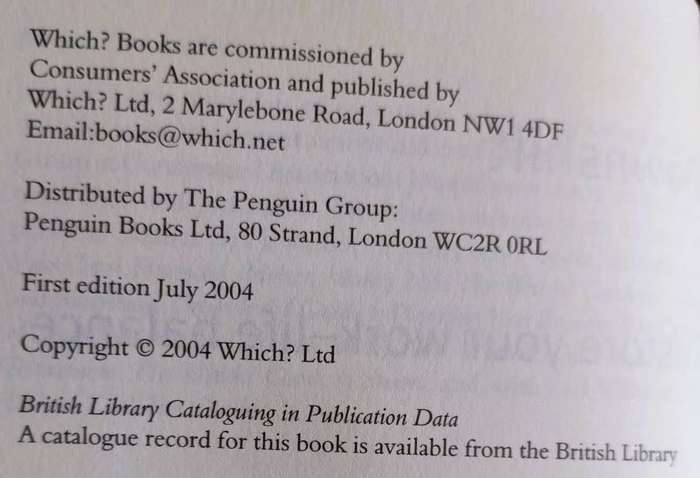 Which? Books are commissioned by
Consumers' Association and published by
Which? Ltd, 2 Marylebone Road, London NW1 4DF
Email:books@which.net
Distributed by The Penguin Group:
Penguin Books Ltd, 80 Strand, London WC2R 0RL
First edition July 2004
Copyright © 2004 Which? Ltd
British Library Cataloguing in Publication Data
A catalogue record for this book is available from the British Library